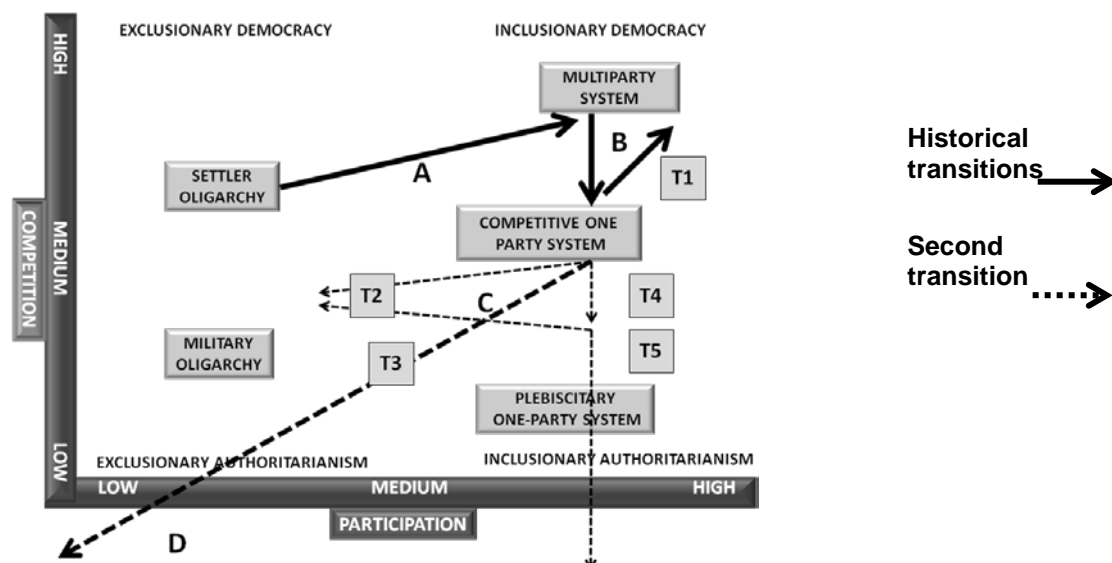 EXCLUSIONARY DEMOCRACY
INCLUSIONARY DEMOCRACY
HIGH
MULTIPARTY
SYSTEM
B
A
T1
SETTLER
OLIGARCHY
Historical
transitions
COMPETITION
MEDIUM
COMPETITIVE ONE
PARTY SYSTEM
Second
transition
T2
C
T4
MILITARY
OLIGARCHY
T3
T5
PLEBISCITARY
ONE-PARTY SYSTEM
LOW
EXCLUSIONARY AUTHORITARIANISM
INCLUSIONARY AUTHORITARIANISM
LOW
MEDIUM
HIGH
PARTICIPATION
D